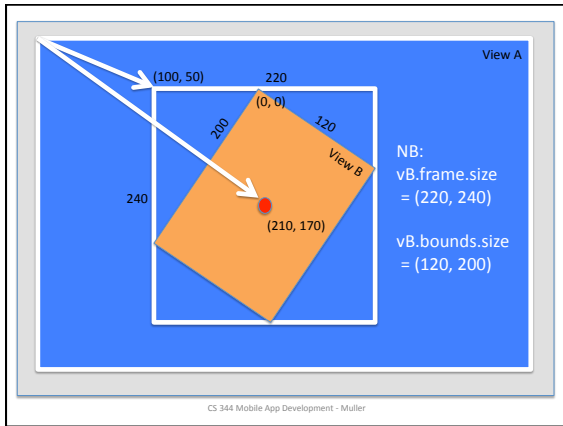 View A
(100, 50)
220
(0, 0)
200
120
View B
NB:
vB.frame.size
= (220, 240)
240
(210, 170)
vB.bounds.size
= (120, 200)
CS 344 Mobile App Development - Muller